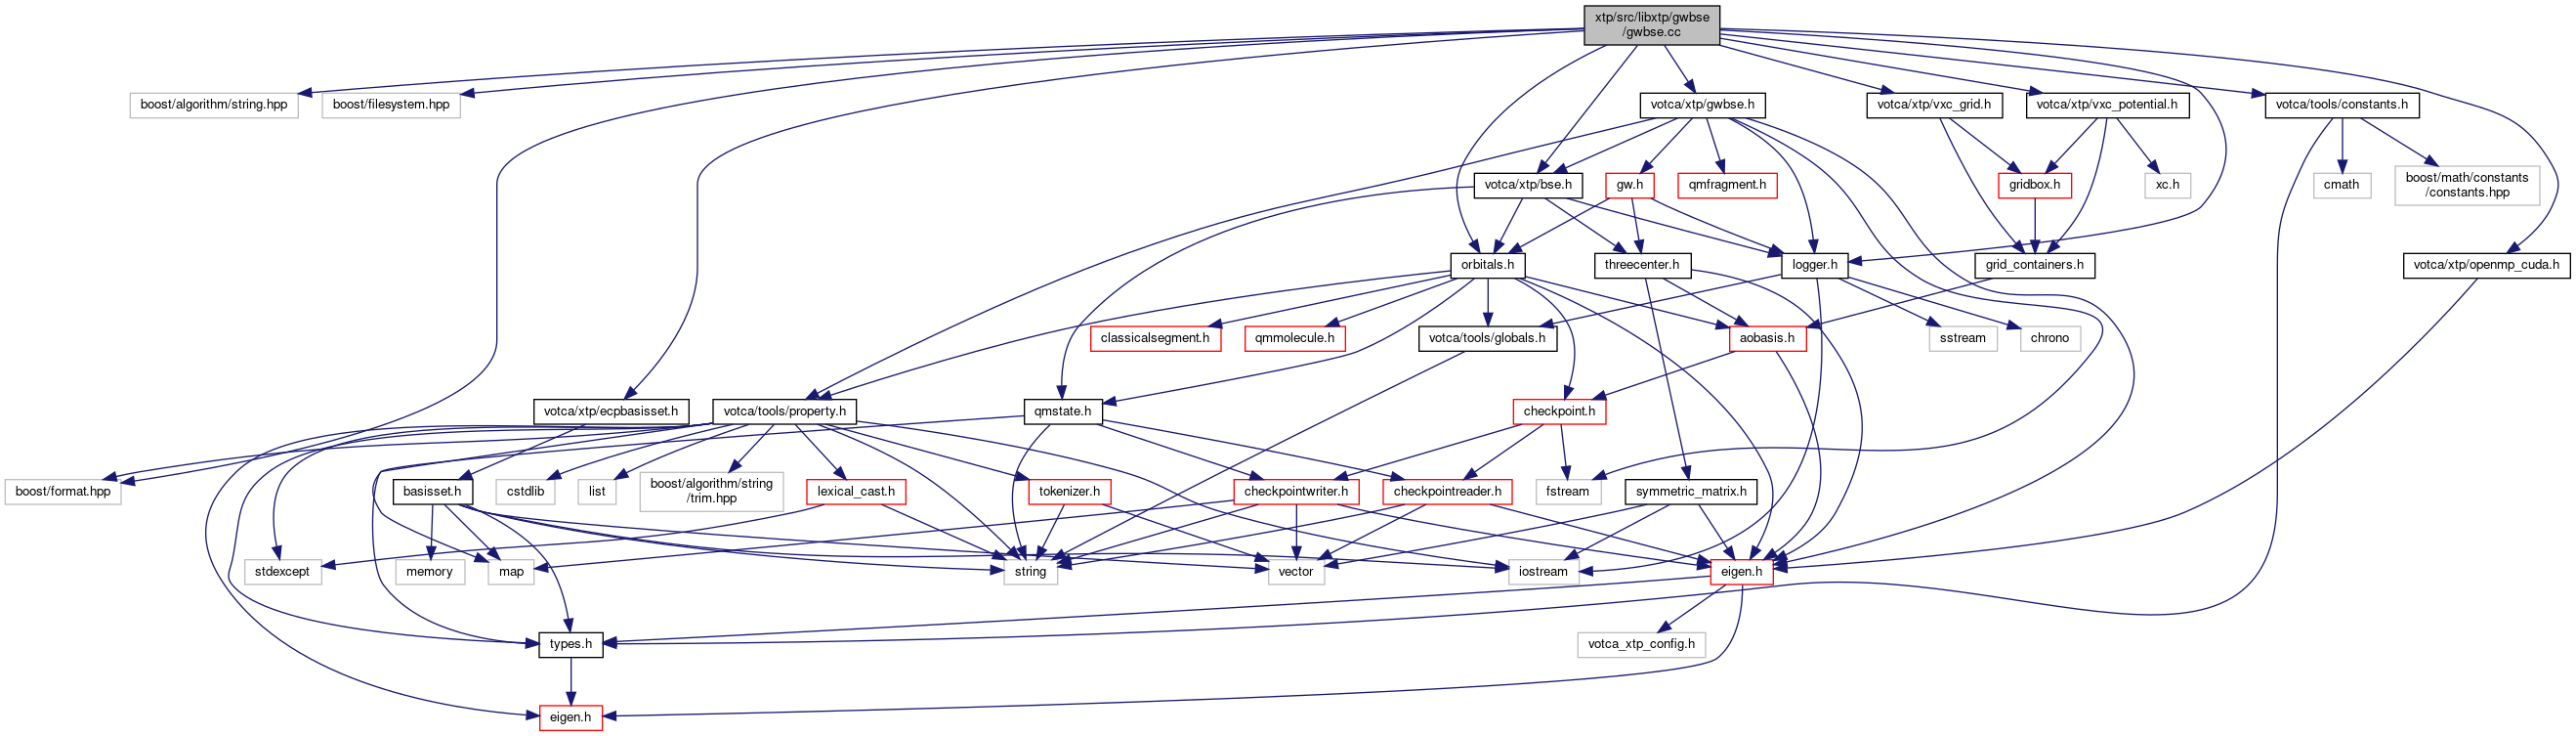 xtp/src/libxtp/gwbse
/gwbse.cc
boost/algorithm/string.hpp
boost/filesystem.hpp
votca/xtp/gwbse.h
votca/xtp/vxc_grid.h
votca/xtp/vxc_potential.h
votca/tools/constants.h
votca/xtp/bse.h
gw.h
qmfragment.h
gridbox.h
xc.h
cmath
boost/math/constants
/constants.hpp
orbitals.h
threecenter.h
logger.h
grid_containers.h
votca/xtp/openmp_cuda.h
classicalsegment.h
qmmolecule.h
votca/tools/globals.h
aobasis.h
sstream
chrono
votca/xtp/ecpbasisset.h
votca/tools/property.h
qmstate.h
checkpoint.h
boost/format.hpp
basisset.h
cstdlib
list
boost/algorithm/string
/trim.hpp
lexical_cast.h
tokenizer.h
checkpointwriter.h
checkpointreader.h
fstream
symmetric_matrix.h
stdexcept
memory
map
string
vector
iostream
eigen.h
types.h
votca_xtp_config.h
eigen.h